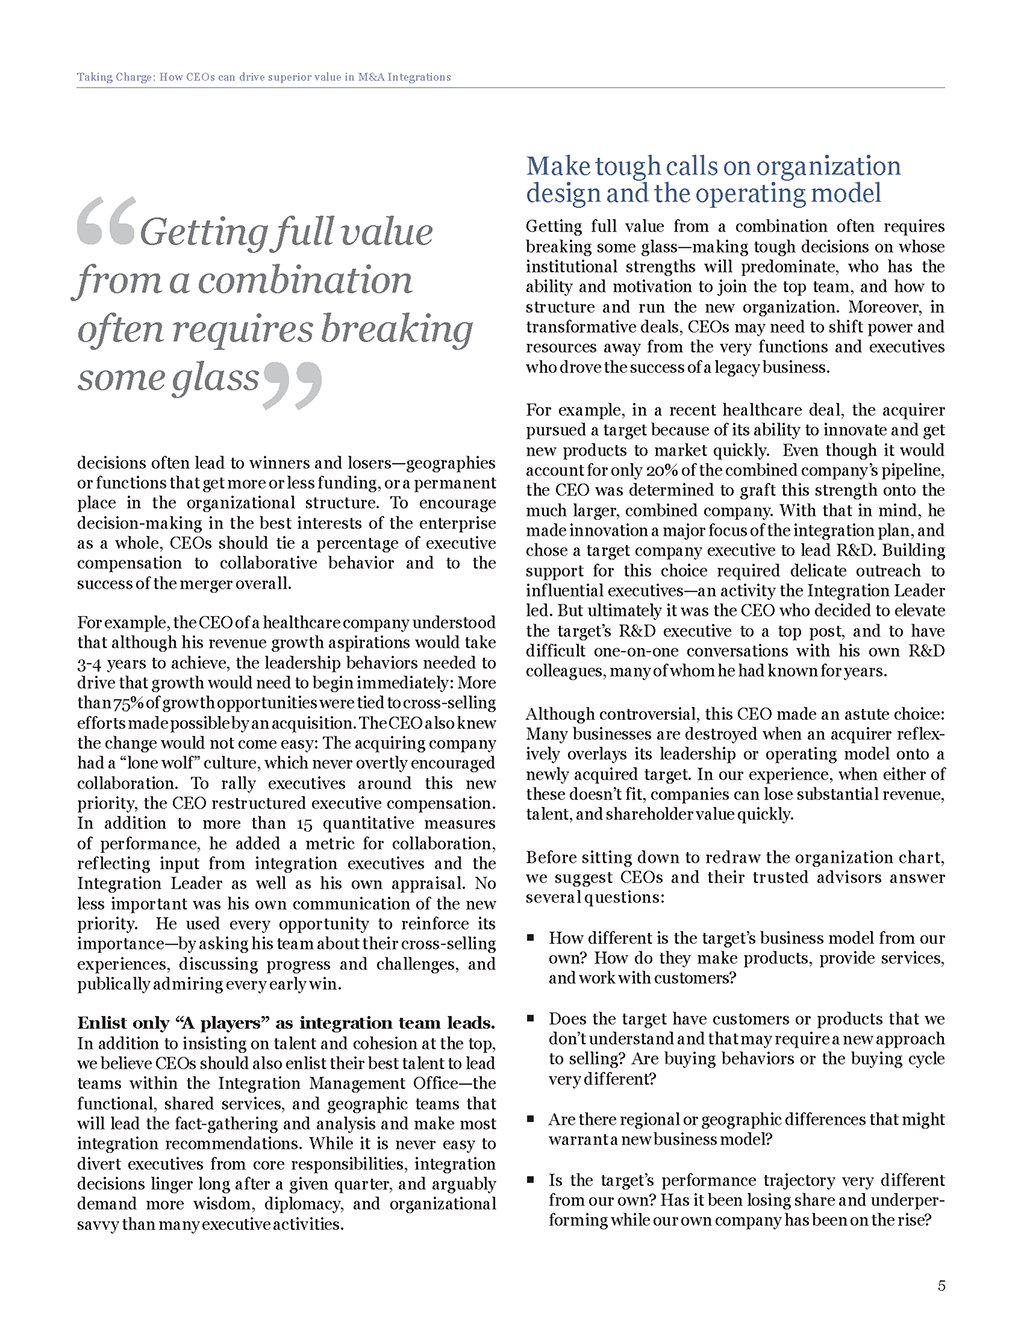 Taking Charge: How CEOs can drive superior value in M&A Integrations
“Getting full value
from a combination
often requires breaking
some glass”
decisions often lead to winners and losers—geographies
or functions that get more or less funding, or a permanent
place in the organizational structure. To encourage
decision-making in the best interests of the enterprise
as a whole, CEOs should tie a percentage of executive
compensation to collaborative behavior and to the
success of the merger overall.
For example, the CEO of a healthcare company understood
that although his revenue growth aspirations would take
3-4 years to achieve, the leadership behaviors needed to
drive that growth would need to begin immediately: More
than 75% of growth opportunities were tied to cross-selling
efforts made possible by an acquisition. The CEO also knew
the change would not come easy: The acquiring company
had a “lone wolf” culture, which never overtly encouraged
collaboration. To rally executives around this new
priority, the CEO restructured executive compensation.
In addition to more than 15 quantitative measures
of performance, he added a metric for collaboration,
reflecting input from integration executives and the
Integration Leader as well as his own appraisal. No
less important was his own communication of the new
priority. He used every opportunity to reinforce its
importance—by asking his team about their cross-selling
experiences, discussing progress and challenges, and
publically admiring every early win.
Enlist only “A players” as integration team leads.
In addition to insisting on talent and cohesion at the top,
we believe CEOs should also enlist their best talent to lead
teams within the Integration Management Office—the
functional, shared services, and geographic teams that
will lead the fact-gathering and analysis and make most
integration recommendations. While it is never easy to
divert executives from core responsibilities, integration
decisions linger long after a given quarter, and arguably
demand more wisdom, diplomacy, and organizational
savvy than many executive activities.
Make tough calls on organization
design and the operating model
Getting full value from a combination often requires
breaking some glass—making tough decisions on whose
institutional strengths will predominate, who has the
ability and motivation to join the top team, and how to
structure and run the new organization. Moreover, in
transformative deals, CEOs may need to shift power and
resources away from the very functions and executives
who drove the success of a legacy business.
For example, in a recent healthcare deal, the acquirer
pursued a target because of its ability to innovate and get
new products to market quickly. Even though it would
account for only 20% of the combined company’s pipeline,
the CEO was determined to graft this strength onto the
much larger, combined company. With that in mind, he
made innovation a major focus of the integration plan, and
chose a target company executive to lead R&D. Building
support for this choice required delicate outreach to
influential executives—an activity the Integration Leader
led. But ultimately it was the CEO who decided to elevate
the target’s R&D executive to a top post, and to have
difficult one-on-one conversations with his own R&D
colleagues, many of whom he had known for years.
Although controversial, this CEO made an astute choice:
Many businesses are destroyed when an acquirer reflex-
ively overlays its leadership or operating model onto a
newly acquired target. In our experience, when either of
these doesn’t fit, companies can lose substantial revenue,
talent, and shareholder value quickly.
Before sitting down to redraw the organization chart,
we suggest CEOs and their trusted advisors answer
several questions:
▪ How different is the target’s business model from our
own? How do they make products, provide services,
and work with customers?
▪ Does the target have customers or products that we
don’t understand and that may require a new approach
to selling? Are buying behaviors or the buying cycle
very different?
▪ Are there regional or geographic differences that might
warrant a new business model?
▪ Is the target’s performance trajectory very different
from our own? Has it been losing share and underper-
forming while our own company has been on the rise?
5